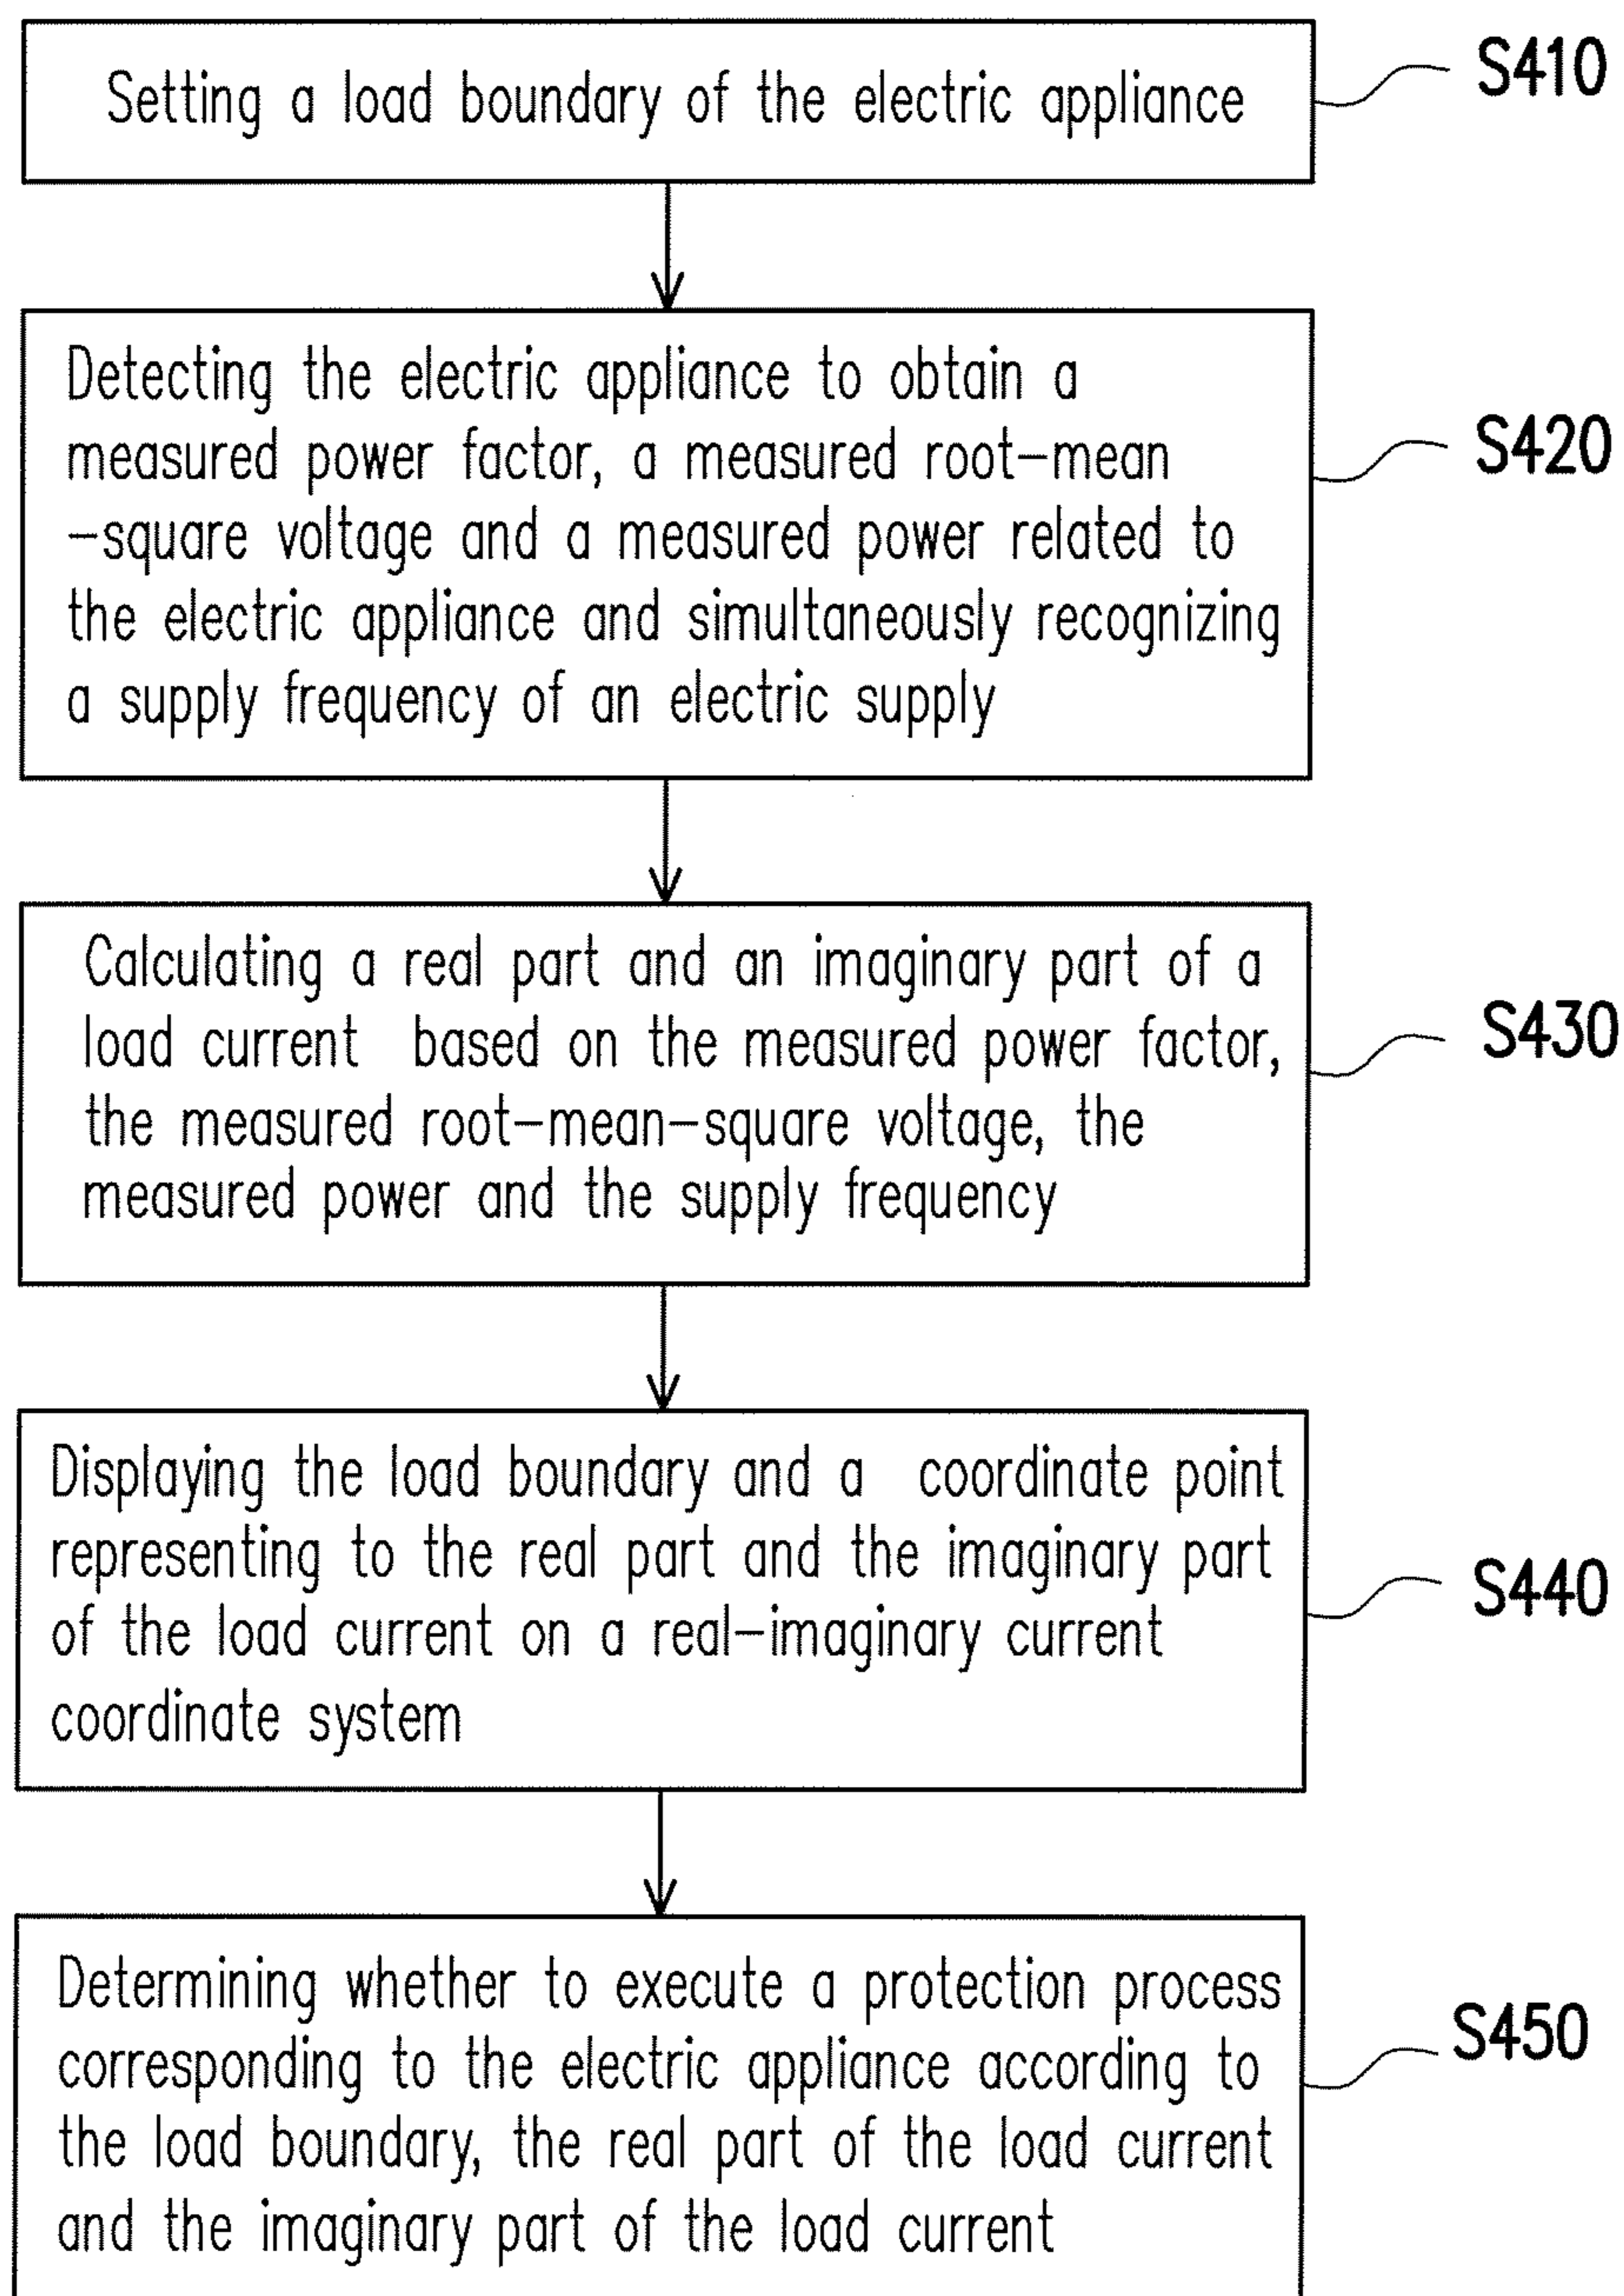 Setting a load boundary of the electric appliance
S410
Detecting the electric appliance to obtain a
measured power factor, a measured root-mean
-square voltage and a measured power related to
the electric appliance and simultaneously recognizing
a supply frequency of an electric supply
S420
Calculating a real part and an imaginary part of a
load current based on the measured power factor,
the measured root-mean-square voltage, the
measured power and the supply frequency
S430
Displaying the load boundary and a coordinate point
representing to the real part and the imaginary part
of the load current on a real-imaginary current
coordinate system
S440
Determining whether to execute a protection process
corresponding to the electric appliance according to
the load boundary, the real part of the load current
and the imaginary part of the load current
S450